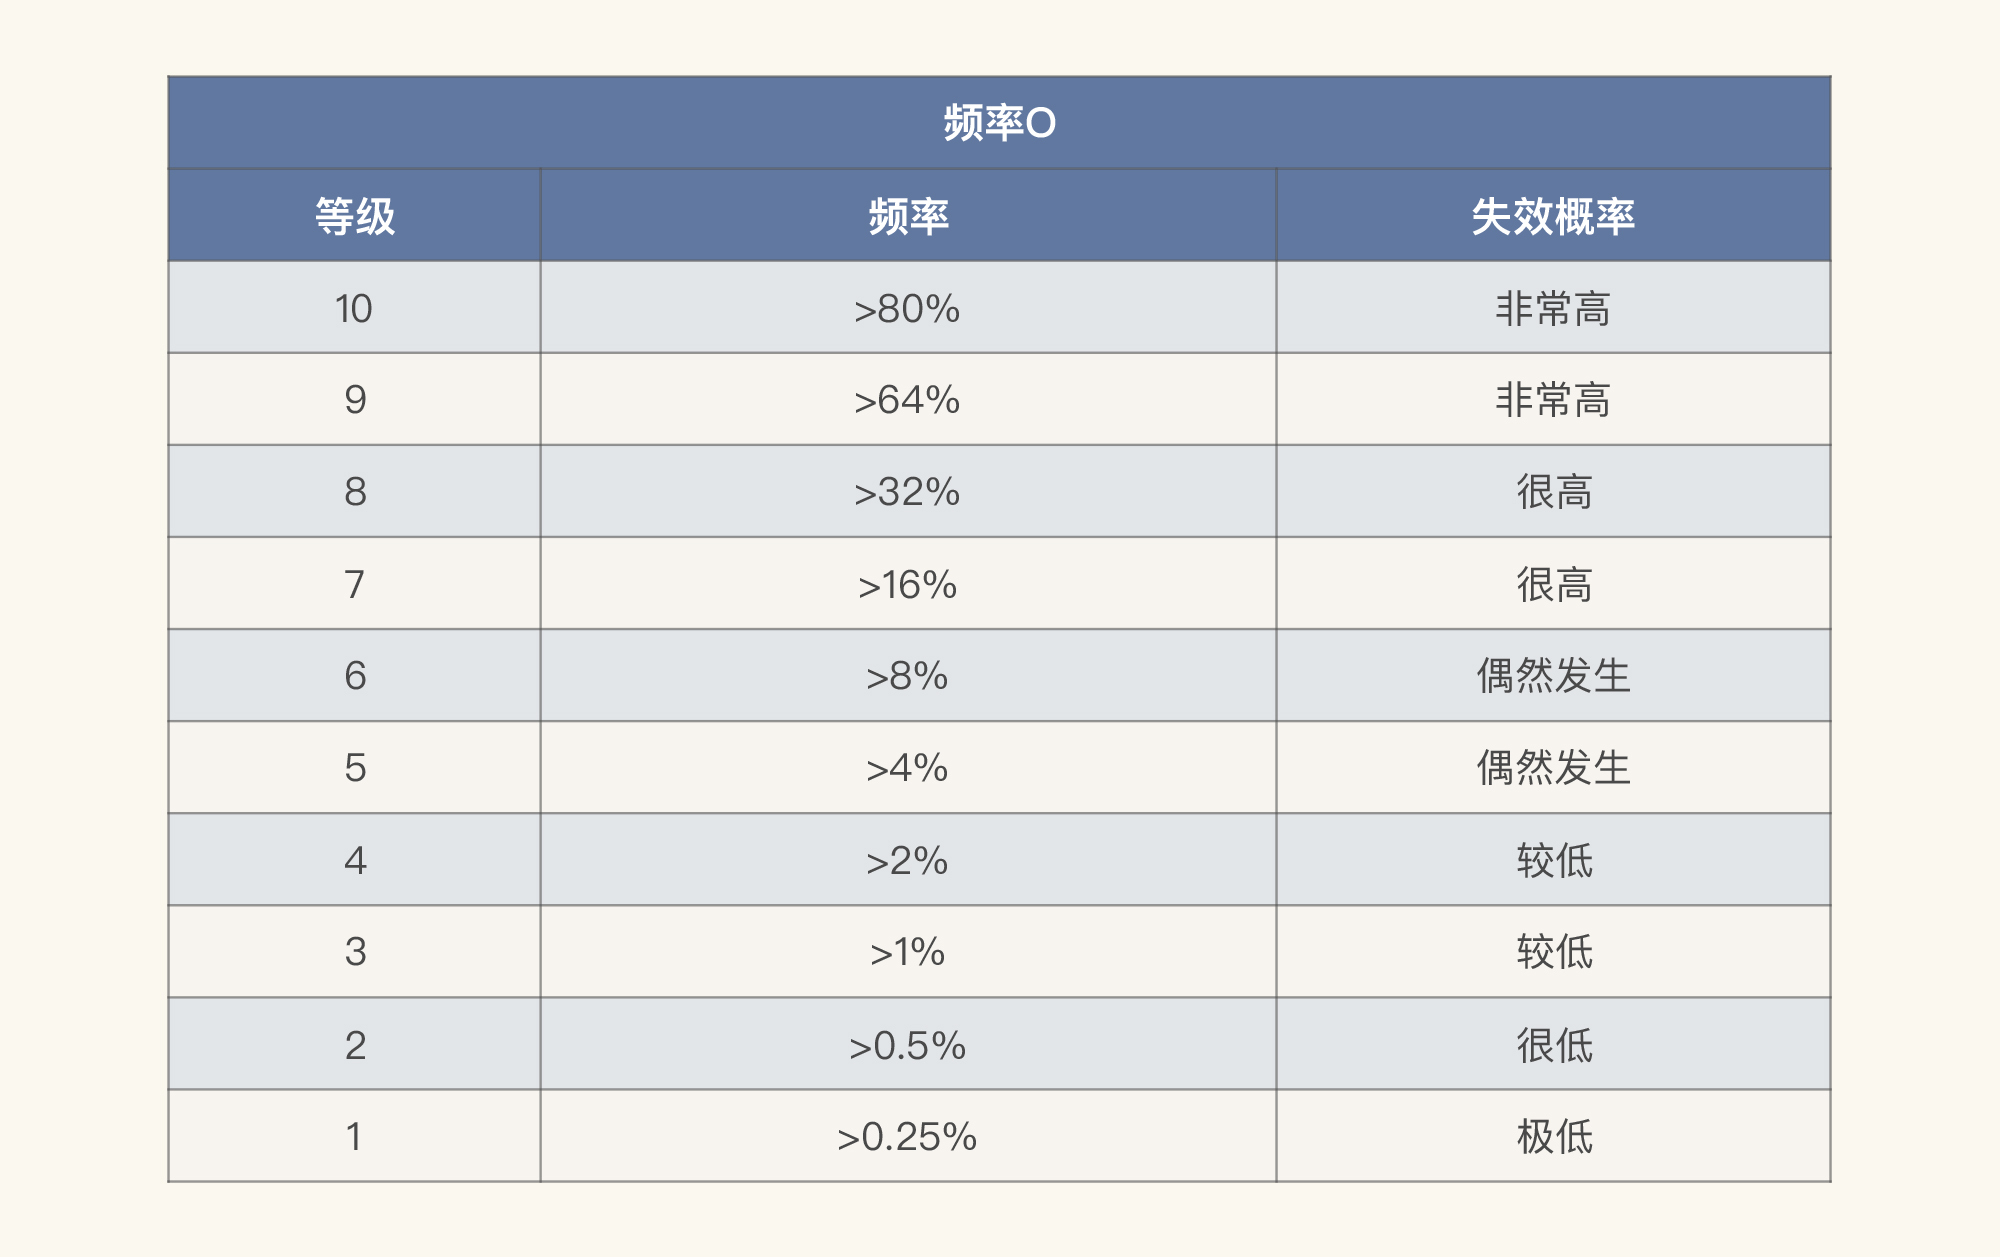 频率O
等级 频率 失效概率
10 >80% 非常高
9 >64% 非常高
8 >32% 很高
7 >16% 很高
6 >8% 偶然发生
5 >4% 偶然发生
4 >2% 较低
3 >1% 较低
2 >0.5% 很低
1 >0.25% 极低